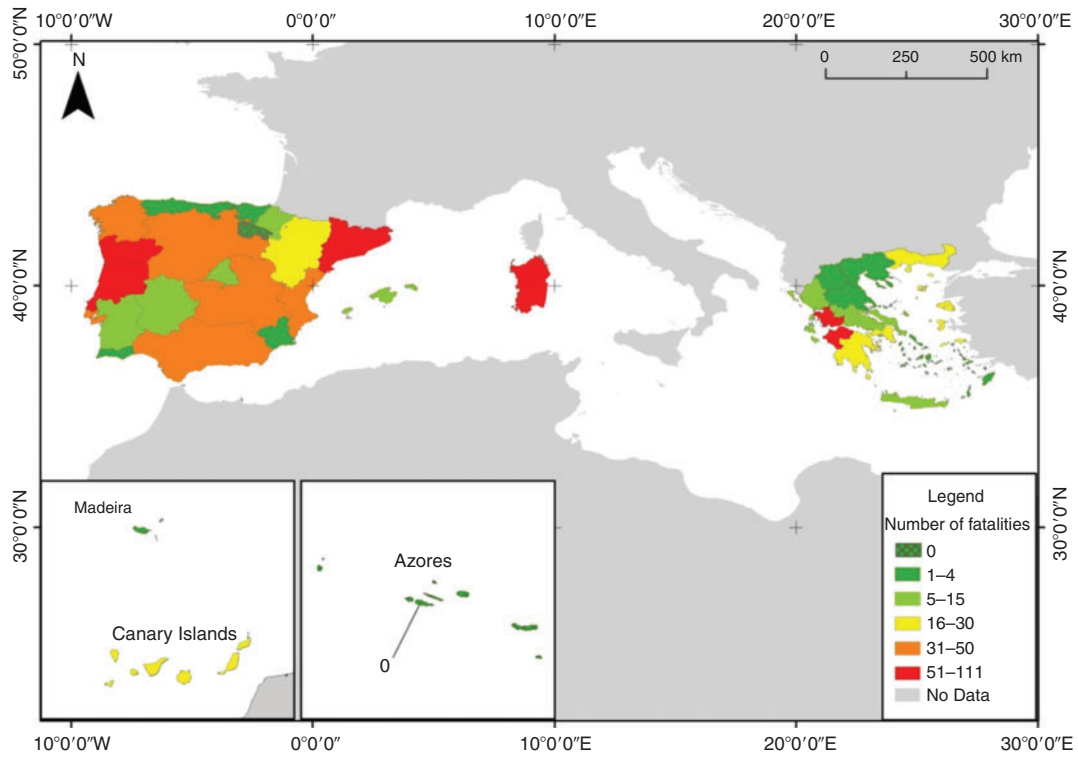 10°0′0″W 0°0′0″ 10°0′0″E 20°0′0″E 30°0′0″E
50°0′0″N
N
0 250 500 km
40°0′0″N
40°0′0″N
Madeira
Azores
Canary Islands
0
30°0′0″N
30°0′0″N
Legend
Number of fatalities
0
1–4
5–15
16–30
31–50
51–111
No Data
10°0′0″W 0°0′0″ 10°0′0″E 20°0′0″E 30°0′0″E